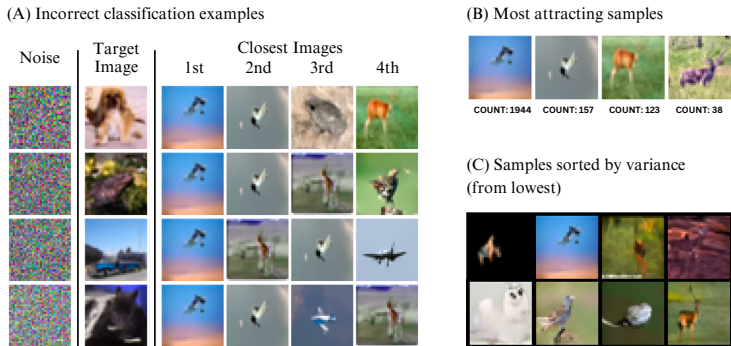 (A) Incorrect classification examples
Noise
Target
Image
Closest Images
1st 2nd 3rd 4th
(B) Most attracting samples
COUNT: 1944 COUNT: 157 COUNT: 123 COUNT: 38
(C) Samples sorted by variance
(from lowest)